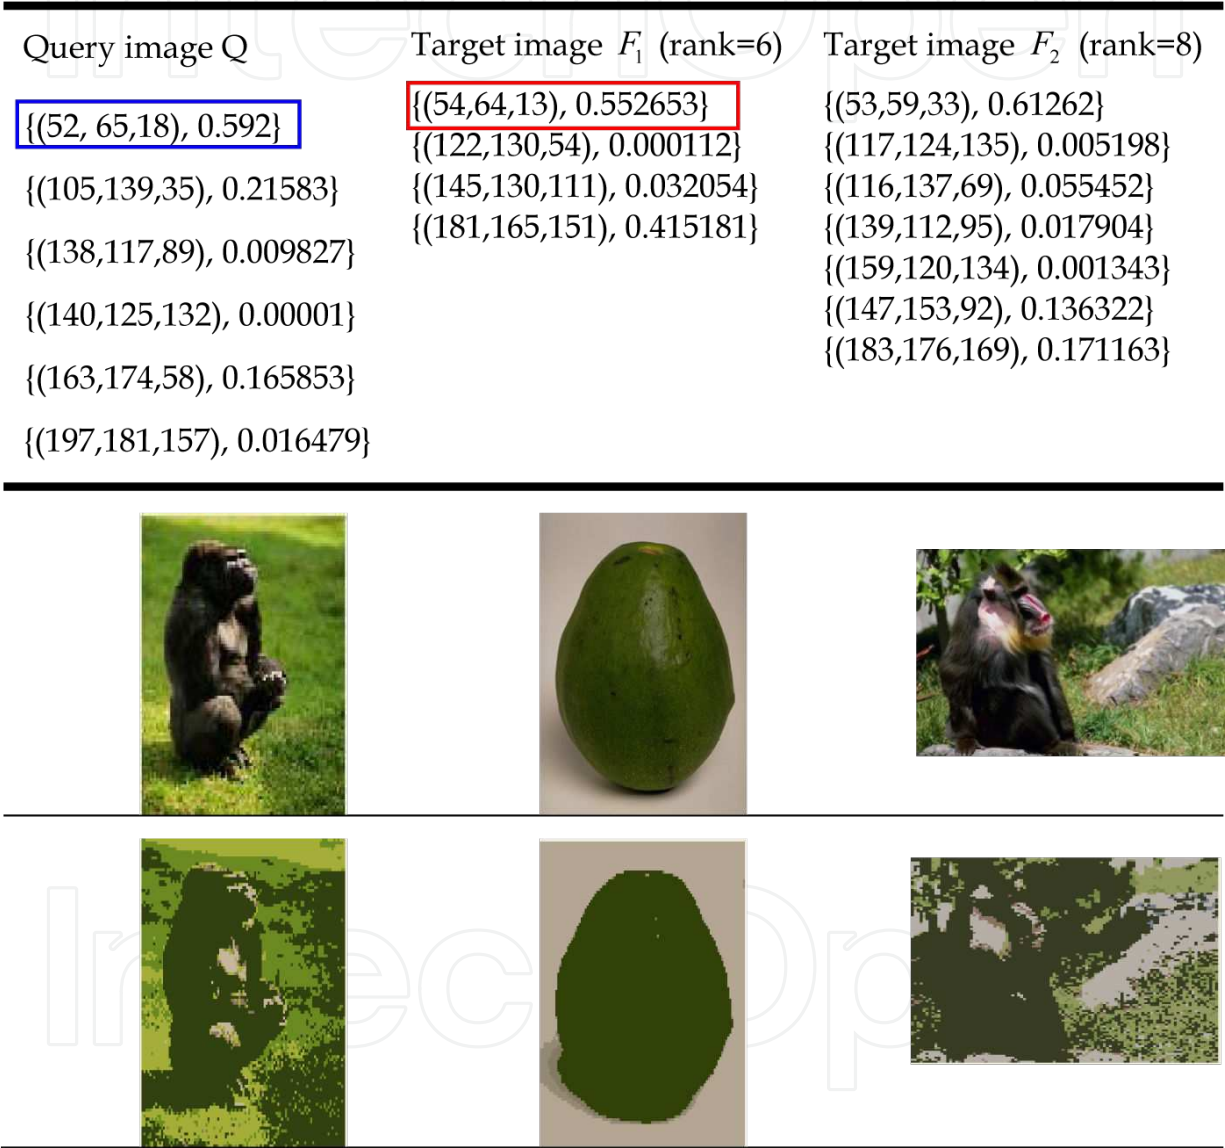 Query image Q
{(52, 65,18), 0.592}
{(105,139,35), 0.21583}
{(138,117,89), 0.009827}
{(140,125,132), 0.00001}
{(163,174,58), 0.165853}
{(197,181,157), 0.016479}
Target image F1 (rank=6)
{(54,64,13), 0.552653}
{(122,130,54), 0.000112}
{(145,130,111), 0.032054}
{(181,165,151), 0.415181}
Target image F2 (rank=8)
{(53,59,33), 0.61262}
{(117,124,135), 0.005198}
{(116,137,69), 0.055452}
{(139,112,95), 0.017904}
{(159,120,134), 0.001343}
{(147,153,92), 0.136322}
{(183,176,169), 0.171163}
IntechOpen
IntechOpen